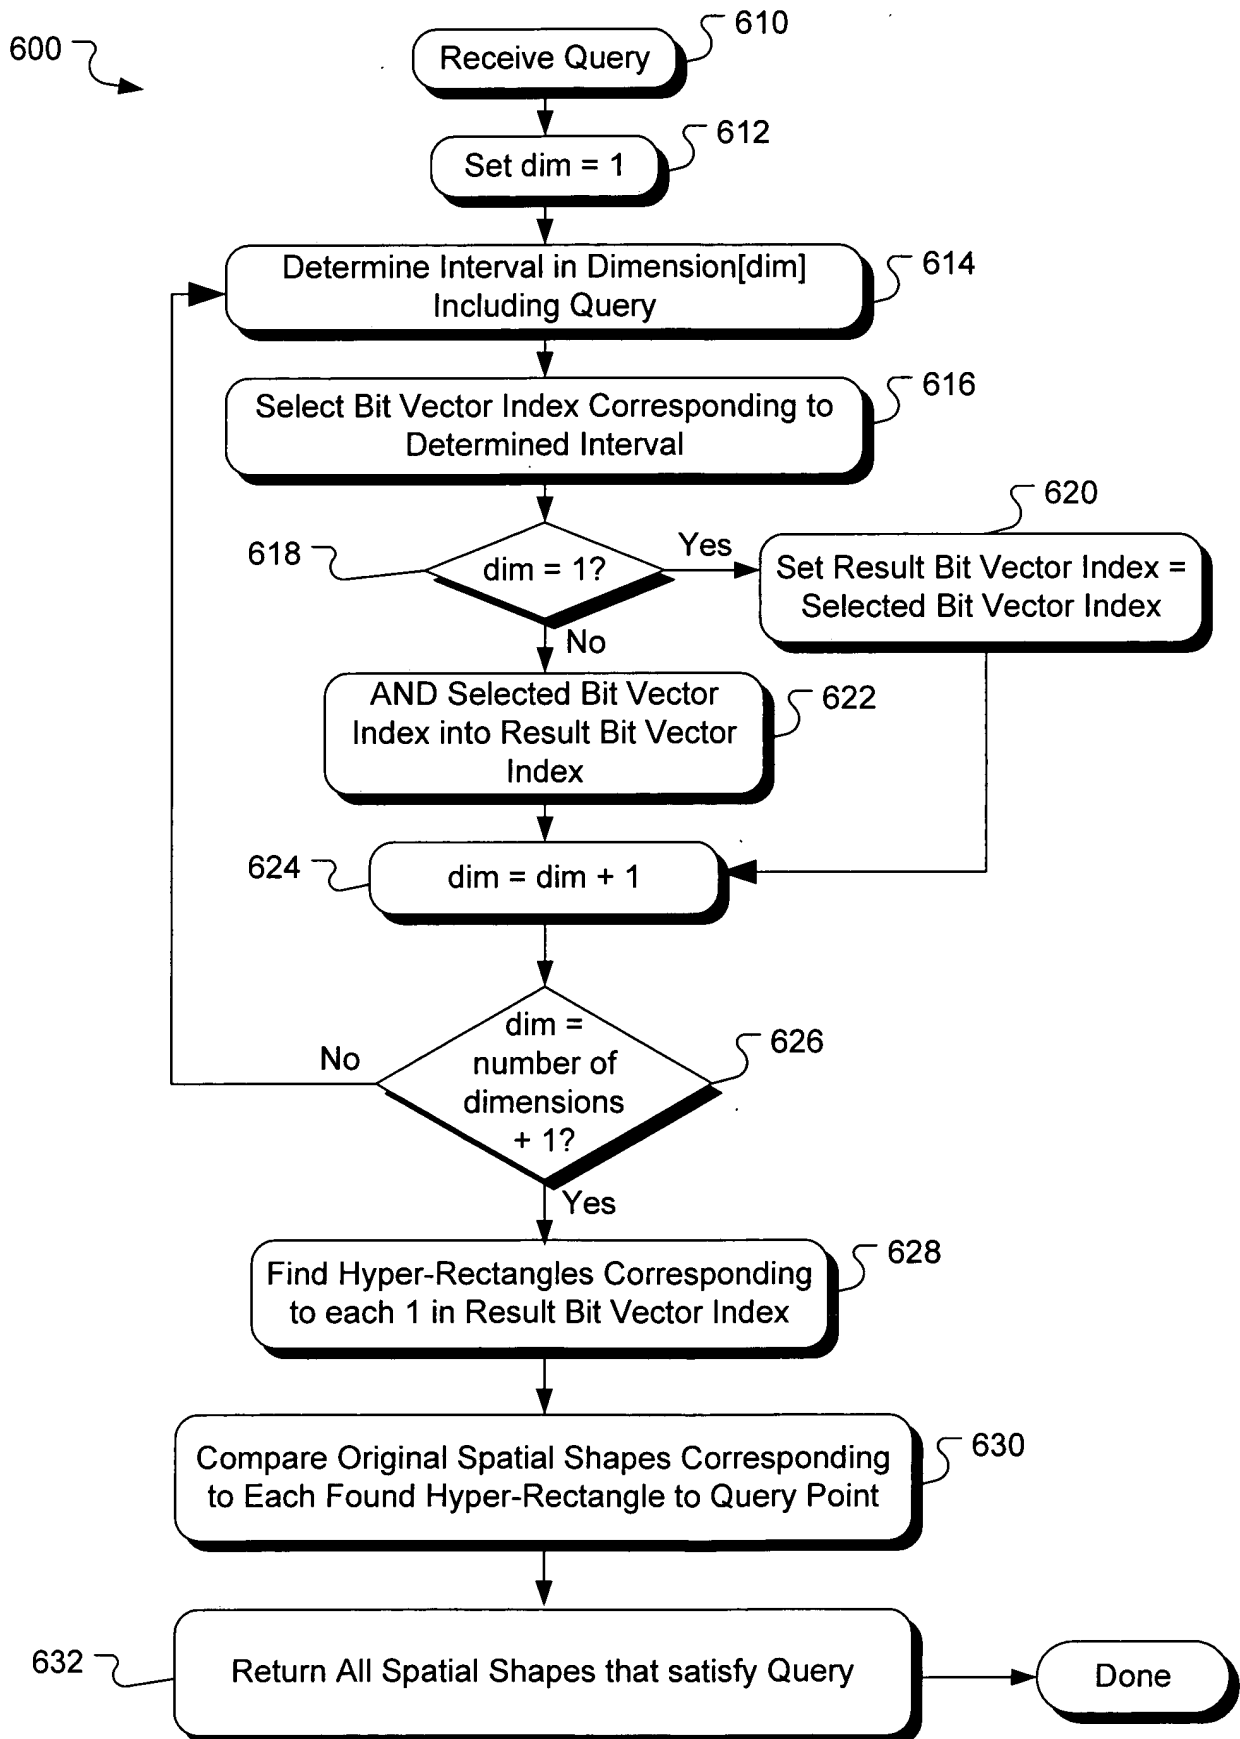 600
610
Receive Query
612
Set dim = 1
614
Determine Interval in Dimension[dim]
Including Query
616
Select Bit Vector Index Corresponding to
Determined Interval
618
dim = 1?
Yes
620
Set Result Bit Vector Index =
Selected Bit Vector Index
No
622
AND Selected Bit Vector
Index into Result Bit Vector
Index
624
dim = dim + 1
626
dim =
number of
dimensions
+ 1?
No
Yes
628
Find Hyper-Rectangles Corresponding
to each 1 in Result Bit Vector Index
630
Compare Original Spatial Shapes Corresponding
to Each Found Hyper-Rectangle to Query Point
632
Return All Spatial Shapes that satisfy Query
Done